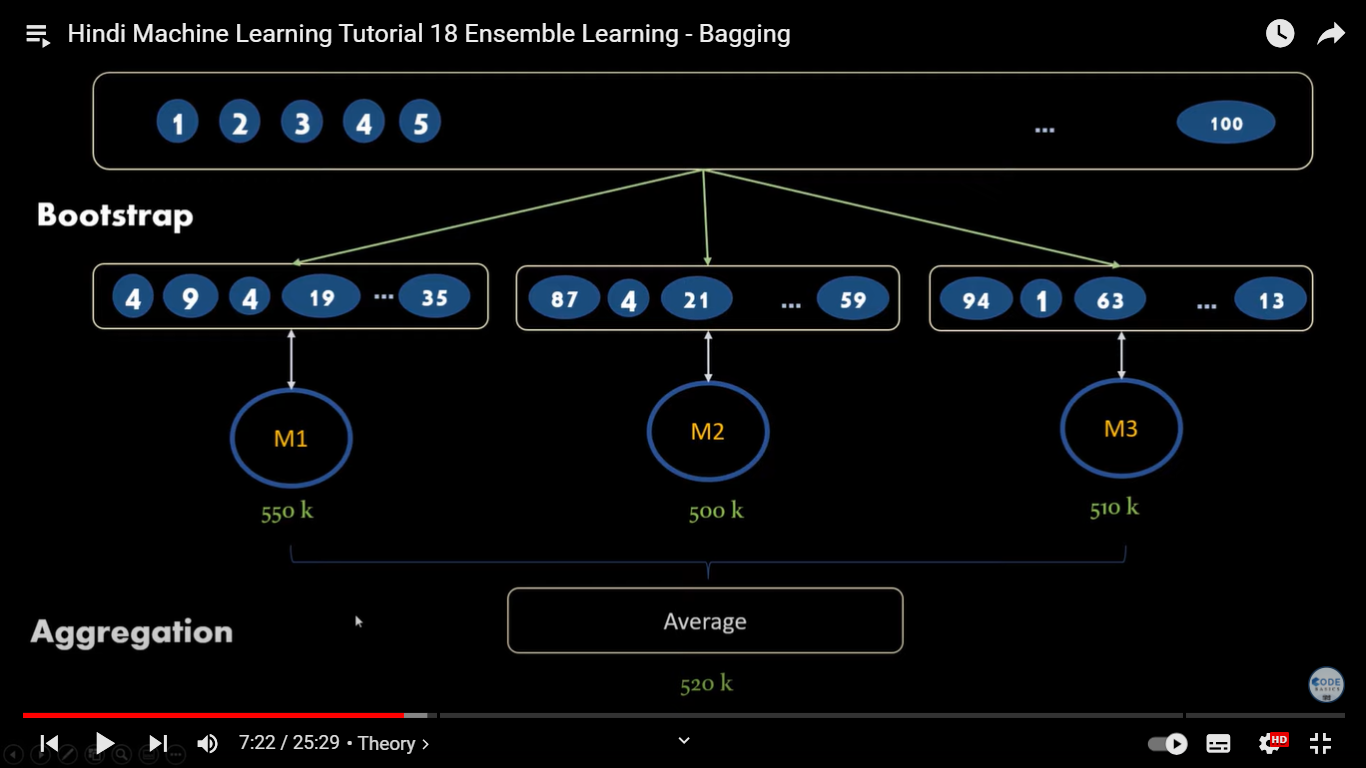 Hindi Machine Learning Tutorial 18 Ensemble Learning - Bagging
1 2 3 4 5 ... 100
Bootstrap
4 9 4 19 ... 35
87 4 21 ... 59
94 1 63 ... 13
M1
M2
M3
550 k
500 k
510 k
Average
Aggregation
520 k
CODE
BASICS
7:22 / 25:29 • Theory ›
HD